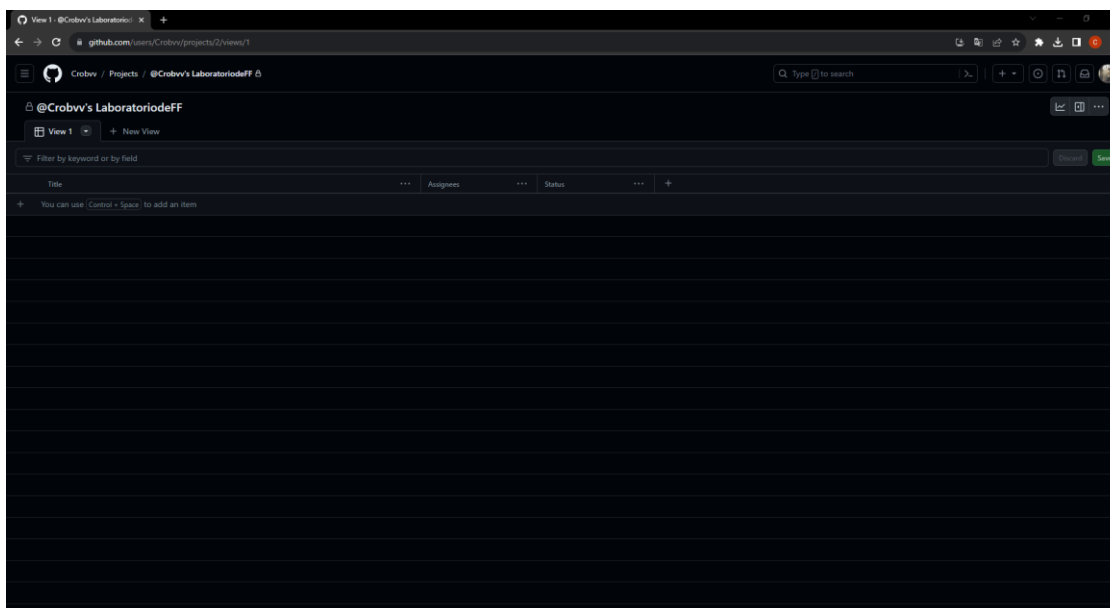 View 1 · @Crobvv's Laboratoriod
github.com/users/Crobvv/projects/2/views/1
Crobvv / Projects / @Crobvv's LaboratoriodeFF
Type / to search
@Crobvv's LaboratoriodeFF
View 1
+ New View
Filter by keyword or by field
Discard
Save
Title
Assignees
Status
+
+ You can use Control + Space to add an item